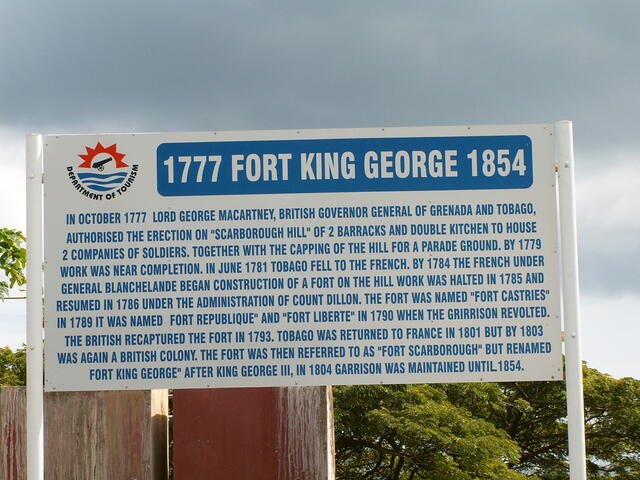 DEPARTMENT OF TOURISM
1777 FORT KING GEORGE 1854
IN OCTOBER 1777 LORD GEORGE MACARTNEY, BRITISH GOVERNOR GENERAL OF GRENADA AND TOBAGO,
AUTHORISED THE ERECTION ON "SCARBOROUGH HILL" OF 2 BARRACKS AND DOUBLE KITCHEN TO HOUSE
2 COMPANIES OF SOLDIERS. TOGETHER WITH THE CAPPING OF THE HILL FOR A PARADE GROUND. BY 1779
WORK WAS NEAR COMPLETION. IN JUNE 1781 TOBAGO FELL TO THE FRENCH. BY 1784 THE FRENCH UNDER
GENERAL BLANCHELANDE BEGAN CONSTRUCTION OF A FORT ON THE HILL WORK WAS HALTED IN 1785 AND
RESUMED IN 1786 UNDER THE ADMINISTRATION OF COUNT DILLON. THE FORT WAS NAMED "FORT CASTRIES"
IN 1789 IT WAS NAMED FORT REPUBLIQUE" AND "FORT LIBERTE" IN 1790 WHEN THE GRIRRISON REVOLTED.
THE BRITISH RECAPTURED THE FORT IN 1793. TOBAGO WAS RETURNED TO FRANCE IN 1801 BUT BY 1803
WAS AGAIN A BRITISH COLONY. THE FORT WAS THEN REFERRED TO AS "FORT SCARBOROUGH" BUT RENAMED
FORT KING GEORGE" AFTER KING GEORGE III, IN 1804 GARRISON WAS MAINTAINED UNTIL 1854.